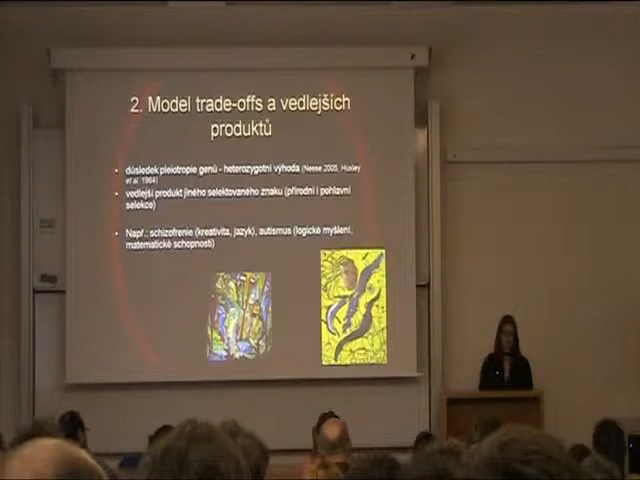 2. Model trade-offs a vedlejších
produktů
důsledek pleiotropie genů - heterozygotní výhoda (Nesse 2005, Huxley
et al. 1964)
vedlejší produkt jiného selektovaného znaku (přírodní i pohlavní
selekce)
Např.: schizofrenie (kreativita, jazyk), autismus (logické myšlení,
matematické schopnosti)